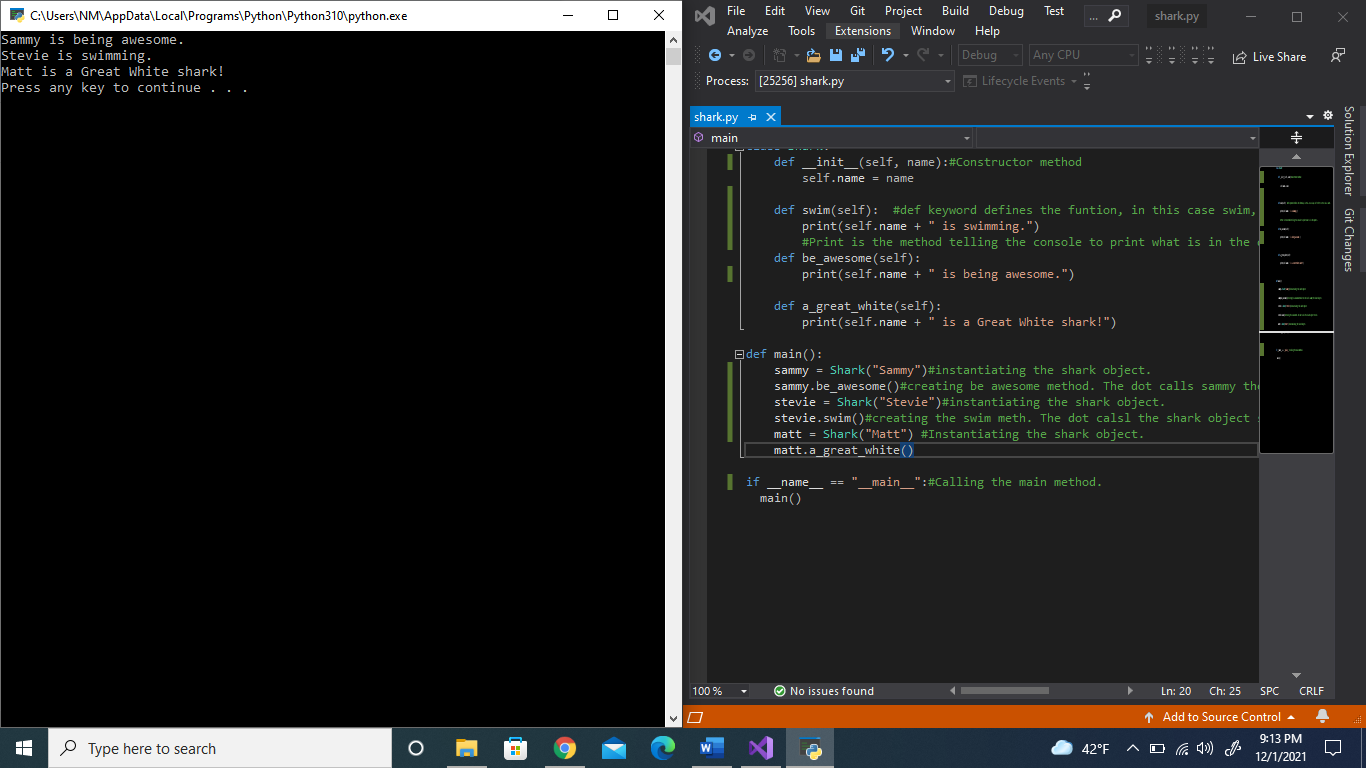 C:\Users\NM\AppData\Local\Programs\Python\Python310\python.exe
Sammy is being awesome.
Stevie is swimming.
Matt is a Great White shark!
Press any key to continue . . .
File Edit View Git Project Build Debug Test
... shark.py
Analyze Tools Extensions Window Help
Debug Any CPU Live Share
Process: [25256] shark.py Lifecycle Events
shark.py
main
def __init__(self, name):#Constructor method
self.name = name
def swim(self):  #def keyword defines the funtion, in this case swim,
print(self.name + " is swimming.")
#Print is the method telling the console to print what is in the
def be_awesome(self):
print(self.name + " is being awesome.")
def a_great_white(self):
print(self.name + " is a Great White shark!")
def main():
sammy = Shark("Sammy")#instantiating the shark object.
sammy.be_awesome()#creating be awesome method. The dot calls sammy the
stevie = Shark("Stevie")#instantiating the shark object.
stevie.swim()#creating the swim meth. The dot calsl the shark object
matt = Shark("Matt") #Instantiating the shark object.
matt.a_great_white()
if __name__ == "__main__":#Calling the main method.
main()
Solution Explorer
Git Changes
100 % No issues found Ln: 20 Ch: 25 SPC CRLF
Add to Source Control
Type here to search
42°F
9:13 PM
12/1/2021